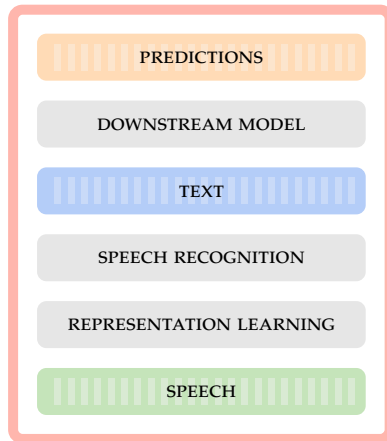 PREDICTIONS
DOWNSTREAM MODEL
TEXT
SPEECH RECOGNITION
REPRESENTATION LEARNING
SPEECH